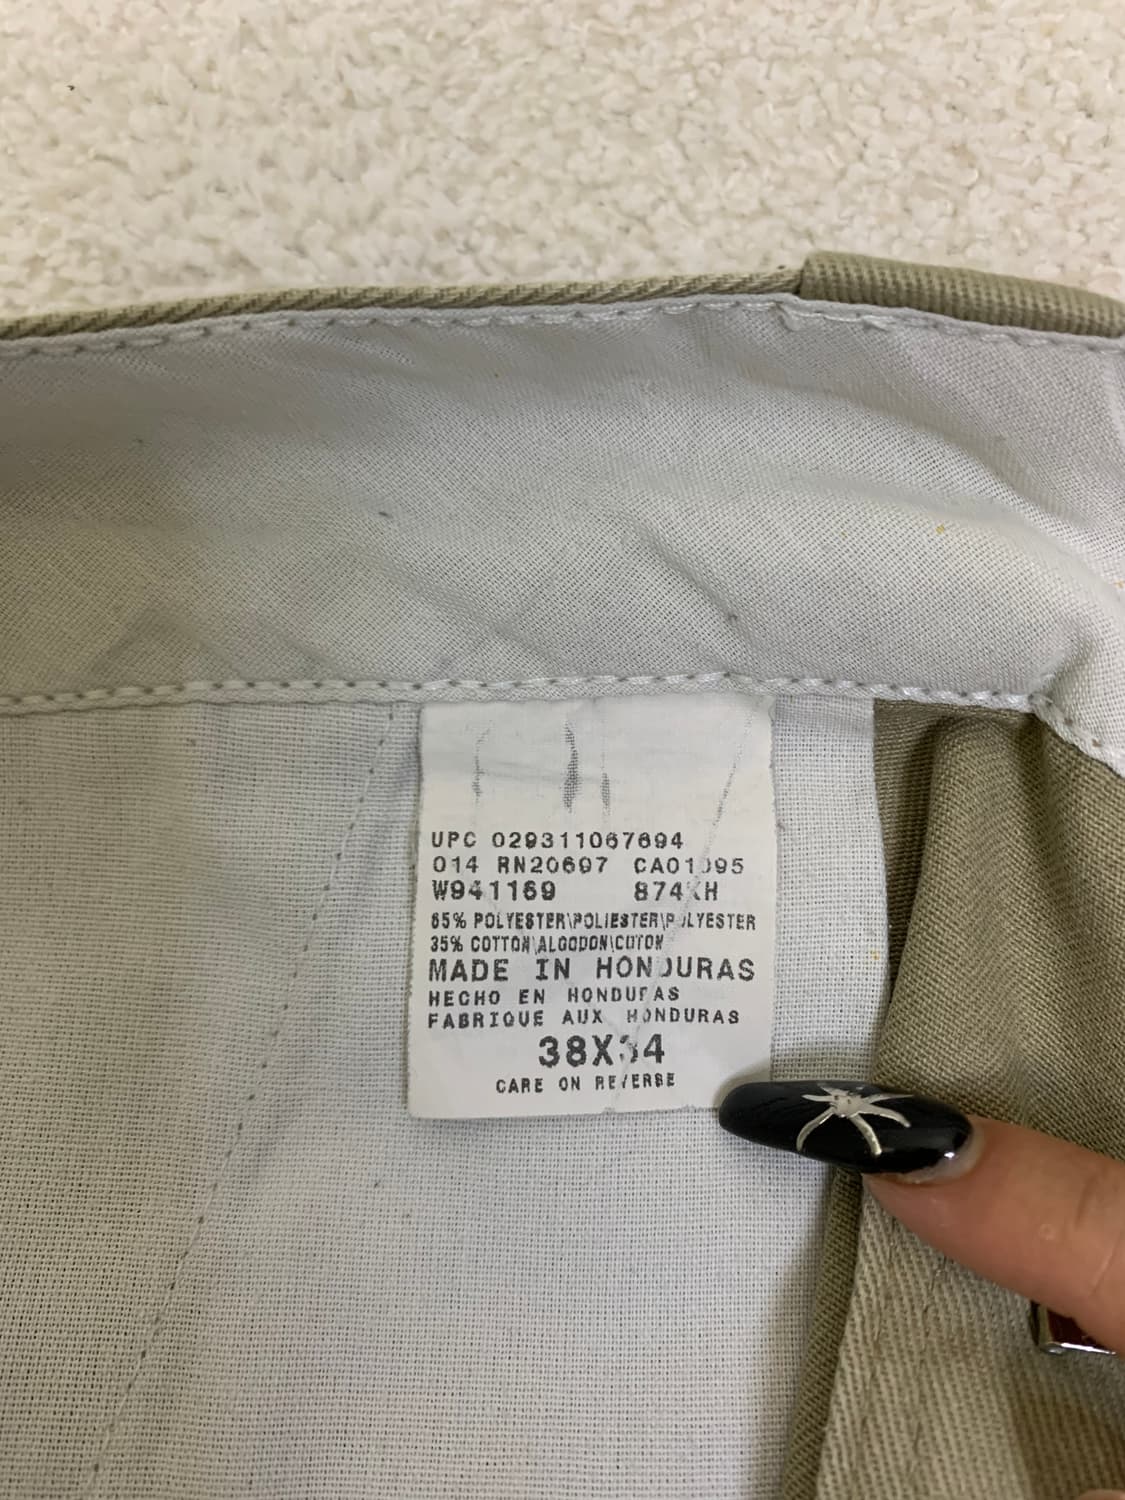 UPC 029311067694
014 RN20697 CA01095
W941169 874KH
65% POLYESTER\POLIESTER\POLYESTER
35% COTTON\ALGODON\COTON
MADE IN HONDURAS
HECHO EN HONDURAS
FABRIQUE AUX HONDURAS
38X34
CARE ON REVERSE